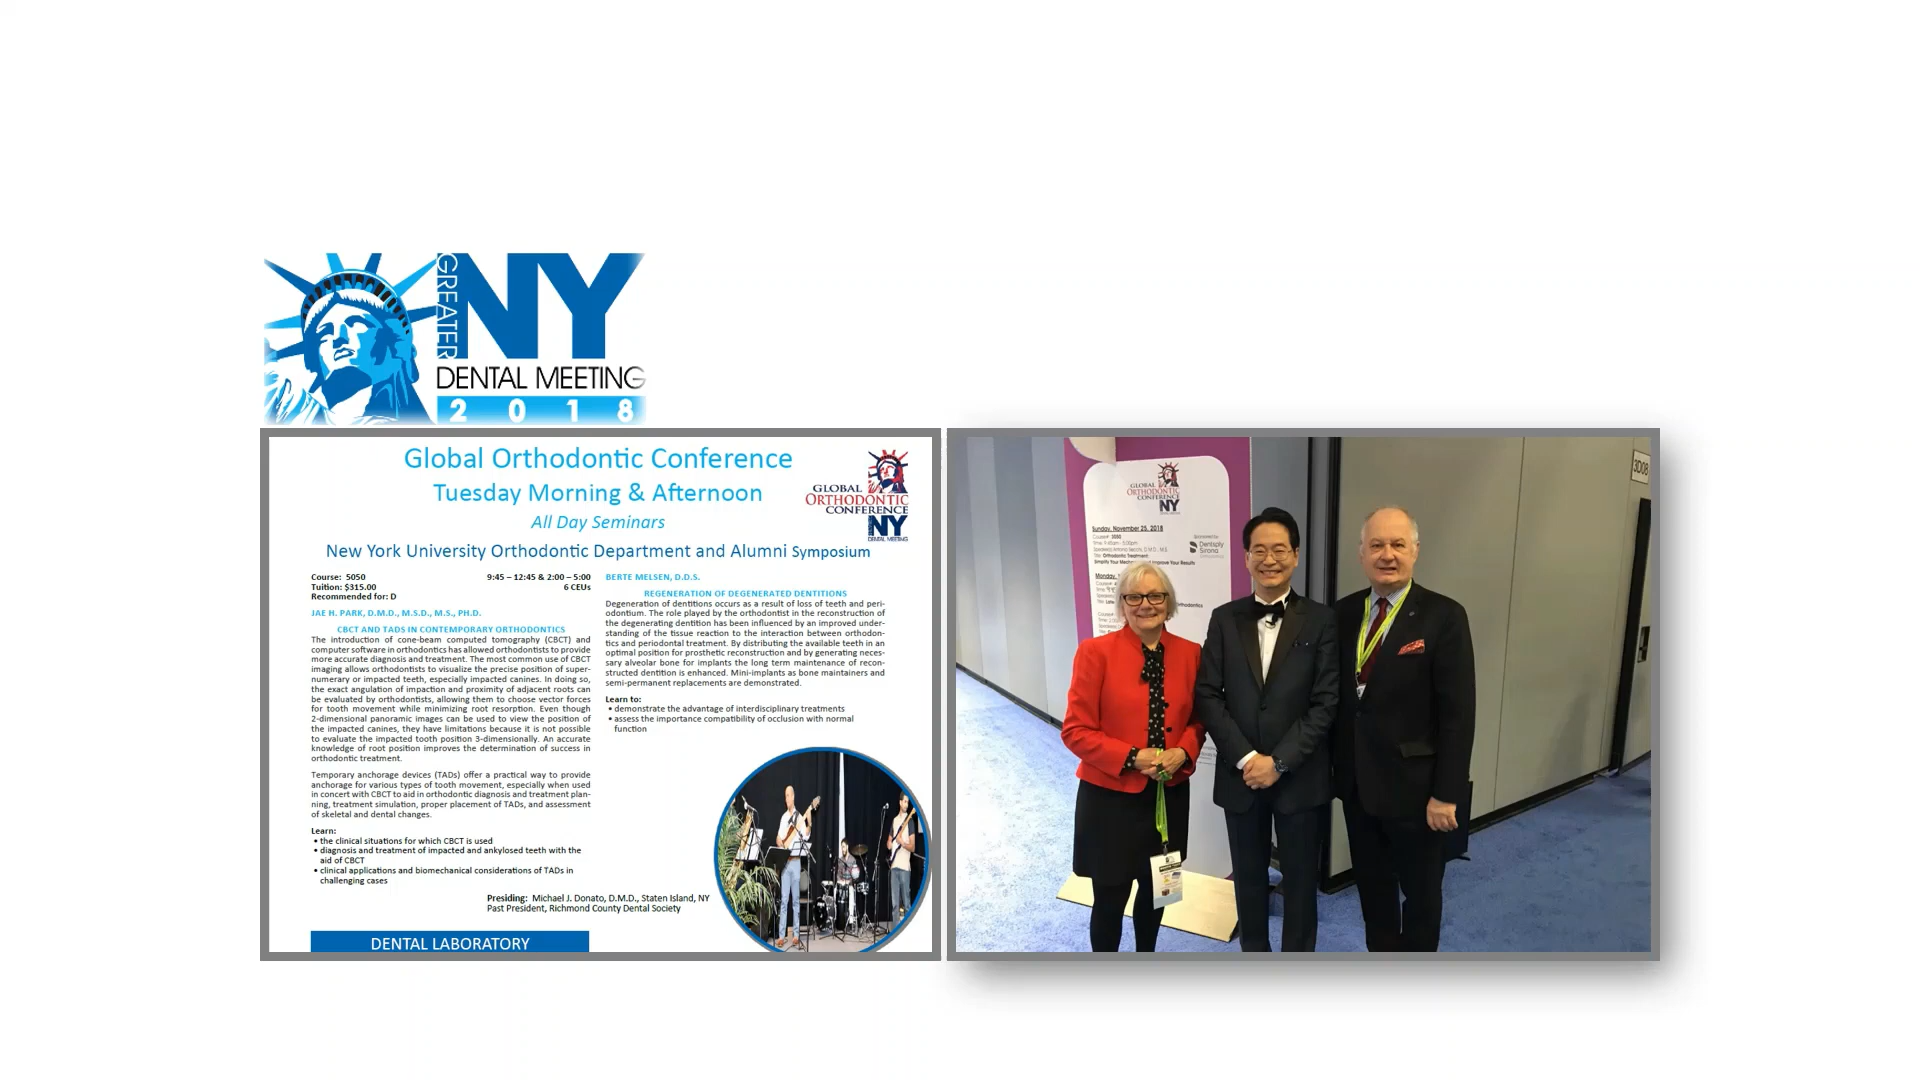 GREATER
NY
DENTAL MEETING
2018
Global Orthodontic Conference
Tuesday Morning & Afternoon
All Day Seminars
New York University Orthodontic Department and Alumni Symposium
GLOBAL
ORTHODONTIC
CONFERENCE
NY
DENTAL MEETING
Course: 5050 9:45 – 12:45 & 2:00 – 5:00
Tuition: $315.00 6 CEUs
Recommended for: D
JAE H. PARK, D.M.D., M.S.D., M.S., PH.D.
CBCT AND TADS IN CONTEMPORARY ORTHODONTICS
The introduction of cone-beam computed tomography (CBCT) and
computer software in orthodontics has allowed orthodontists to provide
more accurate diagnosis and treatment. The most common use of CBCT
imaging allows orthodontists to visualize the precise position of super-
numerary or impacted teeth, especially impacted canines. In doing so,
the exact angulation of impaction and proximity of adjacent roots can
be evaluated by orthodontists, allowing them to choose vector forces
for tooth movement while minimizing root resorption. Even though
2-dimensional panoramic images can be used to view the position of
the impacted canines, they have limitations because it is not possible
to evaluate the impacted tooth position 3-dimensionally. An accurate
knowledge of root position improves the determination of success in
orthodontic treatment.
Temporary anchorage devices (TADs) offer a practical way to provide
anchorage for various types of tooth movement, especially when used
in concert with CBCT to aid in orthodontic diagnosis and treatment plan-
ning, treatment simulation, proper placement of TADs, and assessment
of skeletal and dental changes.
Learn:
• the clinical situations for which CBCT is used
• diagnosis and treatment of impacted and ankylosed teeth with the
aid of CBCT
• clinical applications and biomechanical considerations of TADs in
challenging cases
BERTE MELSEN, D.D.S.
REGENERATION OF DEGENERATED DENTITIONS
Degeneration of dentitions occurs as a result of loss of teeth and peri-
odontium. The role played by the orthodontist in the reconstruction of
the degenerating dentition has been influenced by an improved under-
standing of the tissue reaction to the interaction between orthodon-
tics and periodontal treatment. By distributing the available teeth in an
optimal position for prosthetic reconstruction and by generating neces-
sary alveolar bone for implants the long term maintenance of recon-
structed dentition is enhanced. Mini-implants as bone maintainers and
semi-permanent replacements are demonstrated.
Learn to:
• demonstrate the advantage of interdisciplinary treatments
• assess the importance compatibility of occlusion with normal
function
Presiding: Michael J. Donato, D.M.D., Staten Island, NY
Past President, Richmond County Dental Society
DENTAL LABORATORY
GLOBAL
ORTHODONTIC
CONFERENCE
NY
Sunday, November 25, 2018
Course#: 3050
Sponsored by:
Dentsply
Sirona
Orthodontic Treatment:
Simplify Your
Improve Your Results
Monday,
Orthodontics
3D08